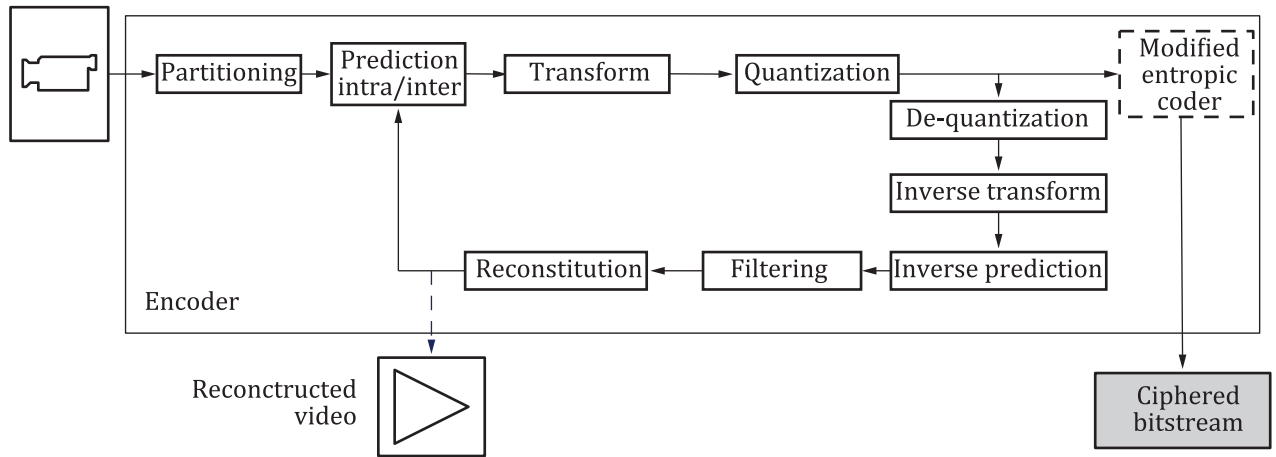 Partitioning
Prediction
intra/inter
Transform
Quantization
Modified
entropic
coder
De-quantization
Inverse transform
Inverse prediction
Filtering
Reconstitution
Encoder
Reconctructed
video
Ciphered
bitstream